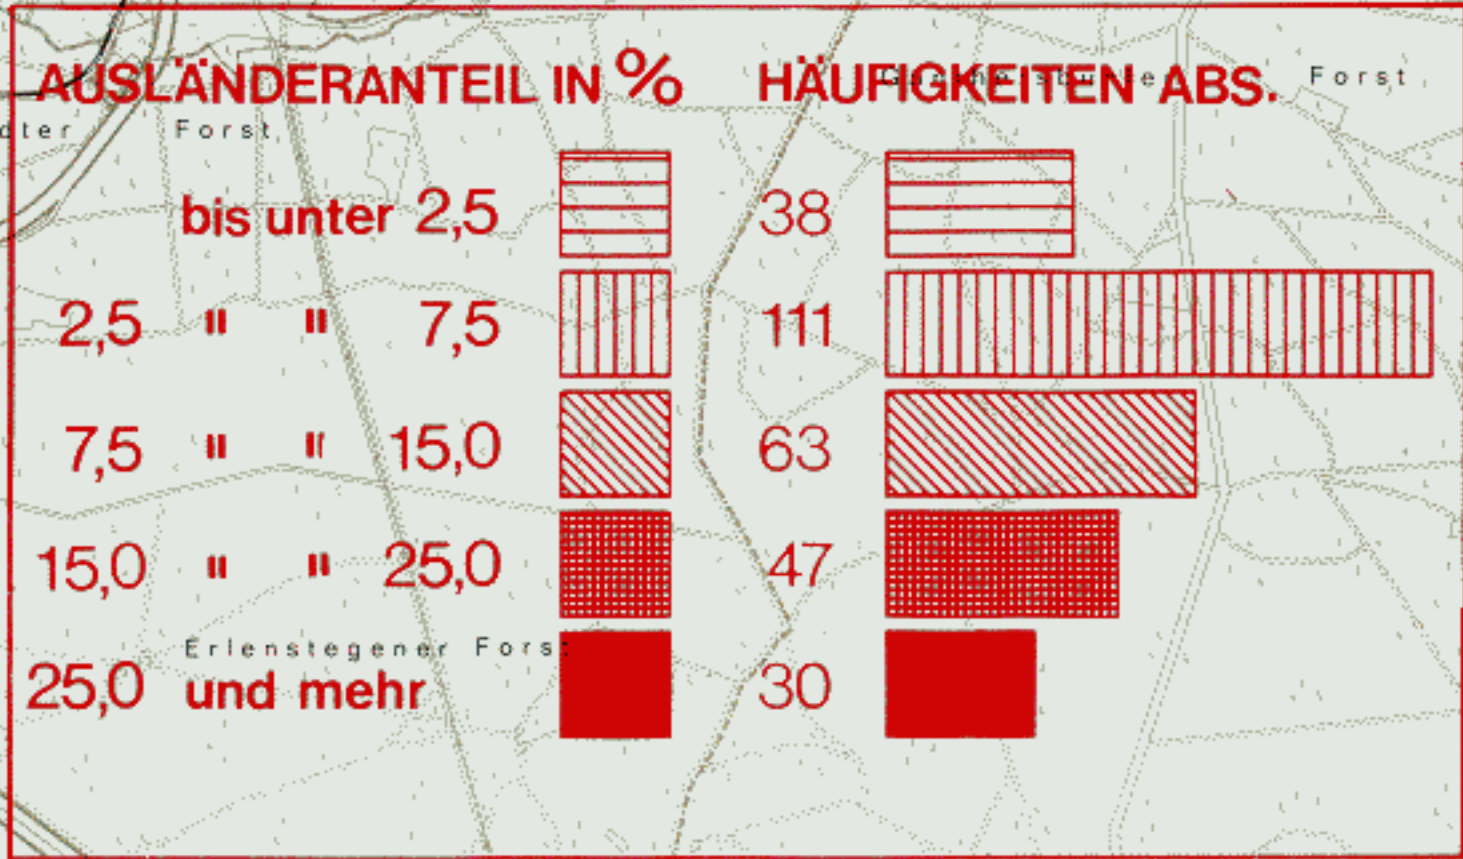 AUSLÄNDERANTEIL IN % HÄUFIGKEITEN ABS. Forst
dter Forst
bis unter 2,5 38
2,5 " " 7,5 111
7,5 " " 15,0 63
15,0 " " 25,0 47
Erlenstegener Forst
25,0 und mehr 30